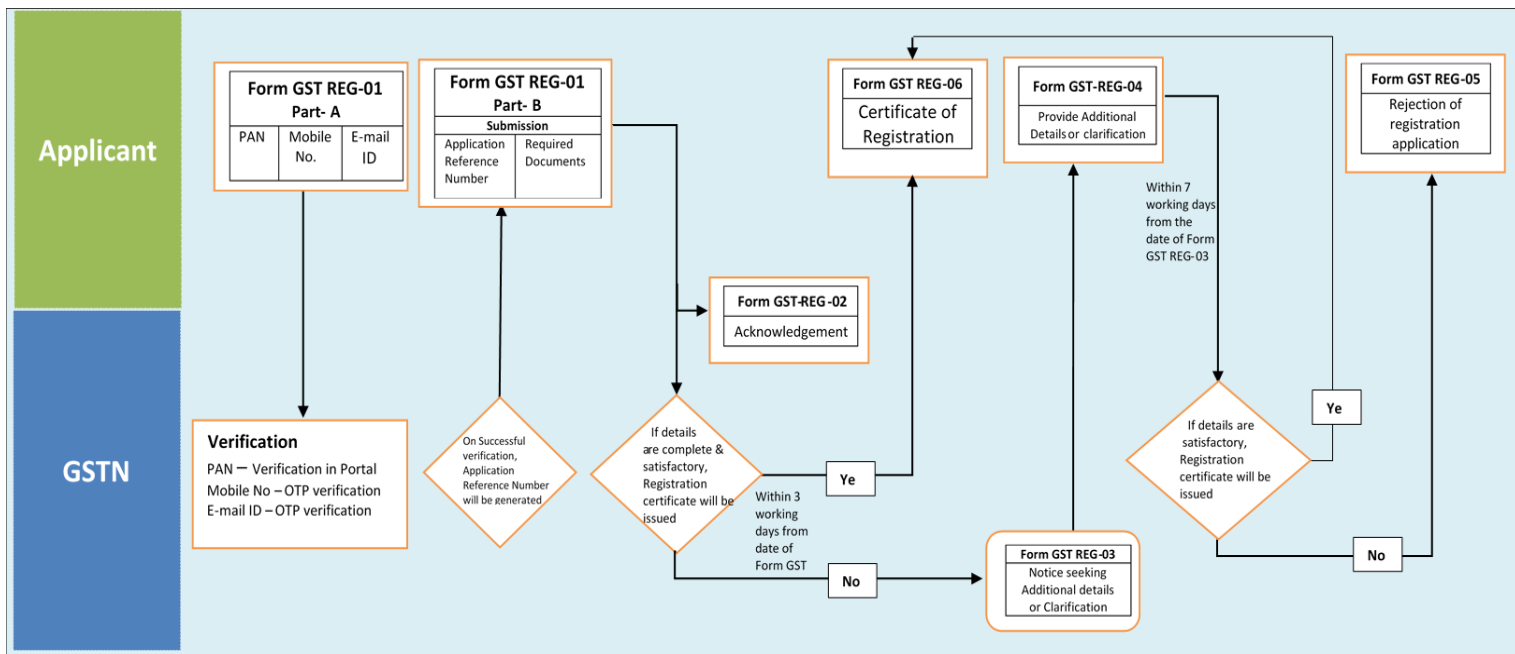 Applicant
GSTN
Form GST REG-01
Part- A
PAN
Mobile
No.
E-mail
ID
Verification
PAN — Verification in Portal
Mobile No – OTP verification
E-mail ID – OTP verification
On Successful
verification,
Application
Reference Number
will be generated
Form GST REG-01
Part- B
Submission
Application
Reference
Number
Required
Documents
Form GST-REG -02
Acknowledgement
If details
are complete &
satisfactory,
Registration
certificate will be
issued
Ye
Within 3
working
days from
date of
Form GST
No
Form GST REG-06
Certificate of
Registration
Form GST REG-03
Notice seeking
Additional details
or Clarification
Form GST-REG-04
Provide Additional
Details or clarification
Within 7
working days
from the
date of Form
GST REG-03
If details are
satisfactory,
Registration
certificate will be
issued
Ye
No
Form GST REG-05
Rejection of
registration
application